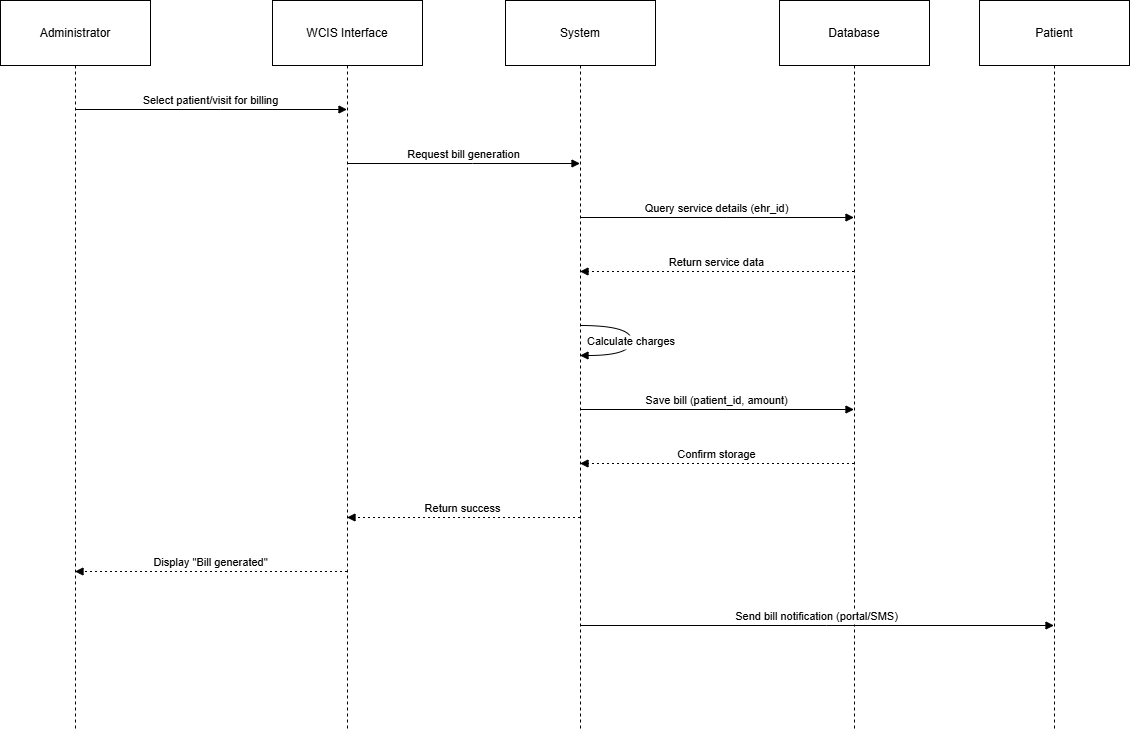 Administrator
WCIS Interface
System
Database
Patient
Select patient/visit for billing
Request bill generation
Query service details (ehr_id)
Return service data
Calculate charges
Save bill (patient_id, amount)
Confirm storage
Return success
Display "Bill generated"
Send bill notification (portal/SMS)